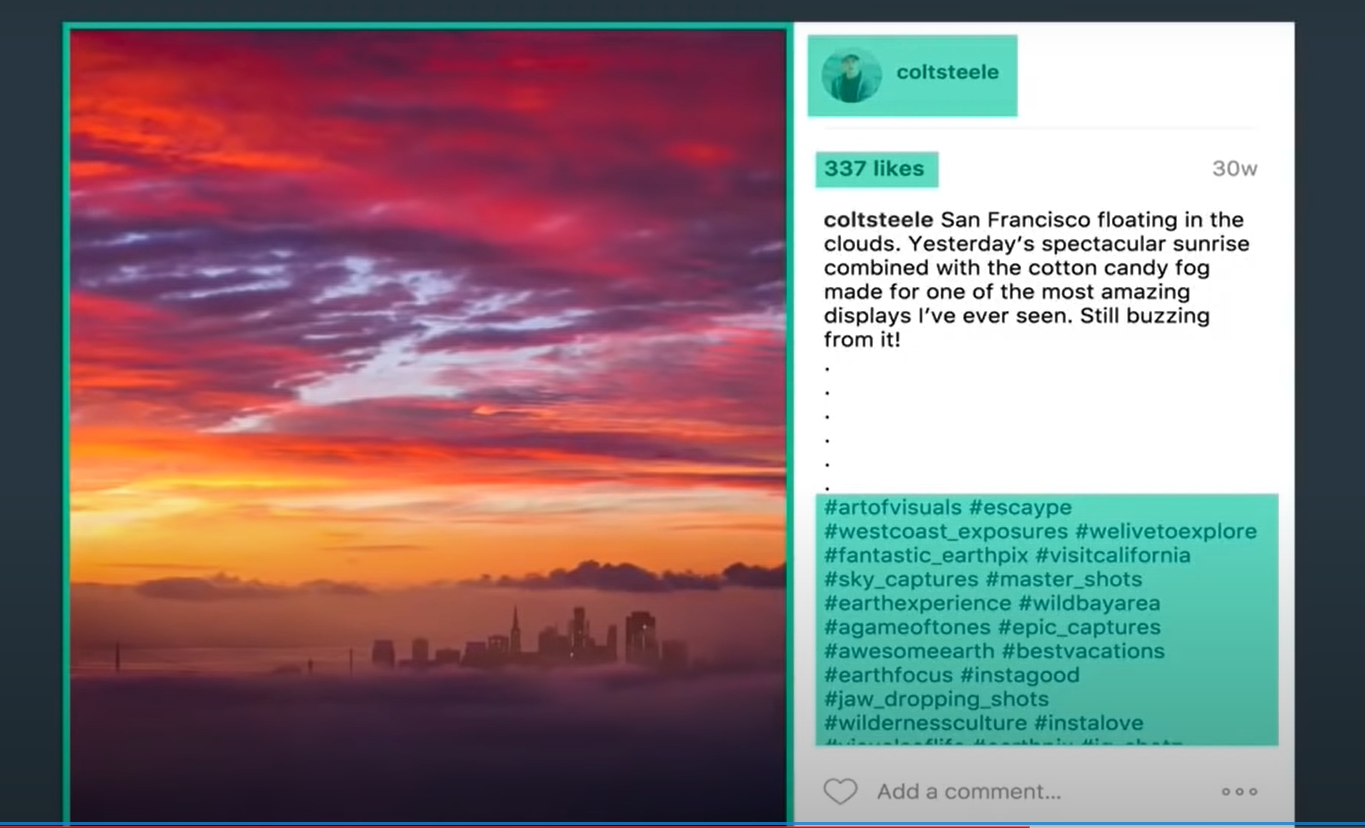 coltsteele
337 likes 30w
coltsteele San Francisco floating in the
clouds. Yesterday's spectacular sunrise
combined with the cotton candy fog
made for one of the most amazing
displays I've ever seen. Still buzzing
from it!
.
.
.
.
.
.
#artofvisuals #escaype
#westcoast_exposures #welivetoexplore
#fantastic_earthpix #visitcalifornia
#sky_captures #master_shots
#earthexperience #wildbayarea
#agameoftones #epic_captures
#awesomeearth #bestvacations
#earthfocus #instagood
#jaw_dropping_shots
#wildernessculture #instalove
Add a comment...